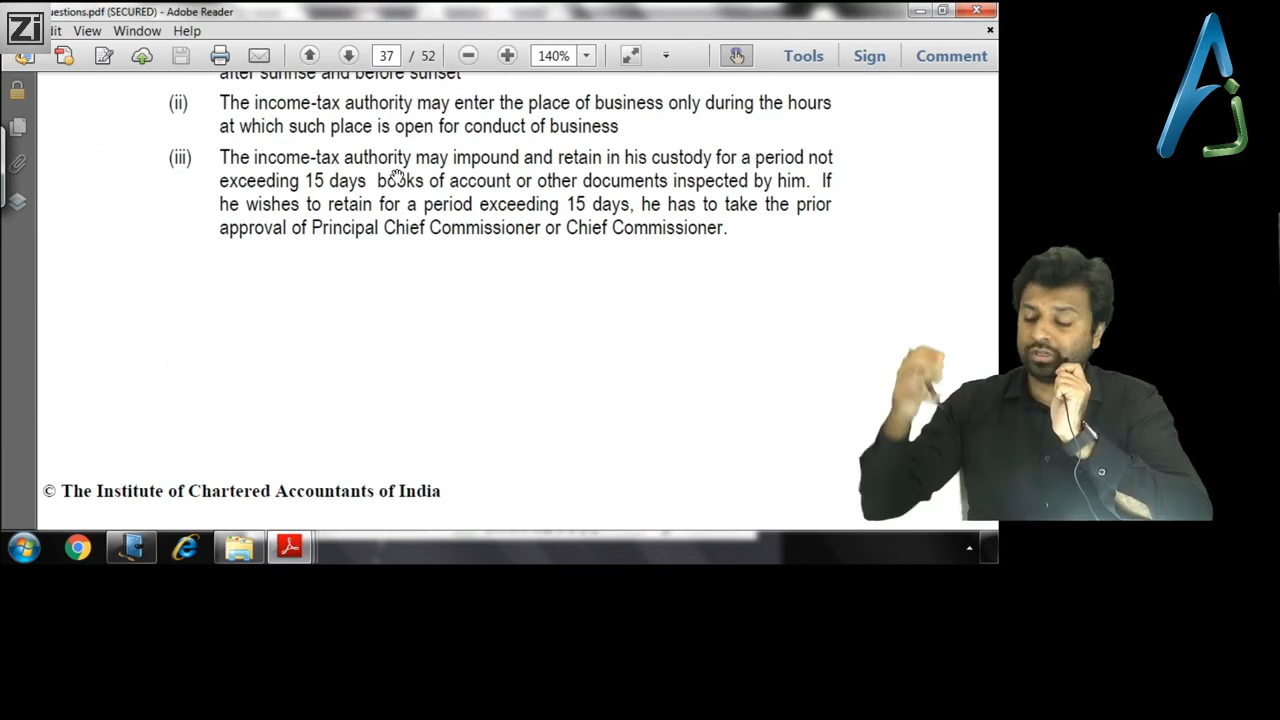 Zi
estions.pdf (SECURED) - Adobe Reader
dit View Window Help
37 / 52 140% Tools Sign Comment
after sunrise and before sunset
(ii) The income-tax authority may enter the place of business only during the hours
at which such place is open for conduct of business
(iii) The income-tax authority may impound and retain in his custody for a period not
exceeding 15 days books of account or other documents inspected by him. If
he wishes to retain for a period exceeding 15 days, he has to take the prior
approval of Principal Chief Commissioner or Chief Commissioner.
© The Institute of Chartered Accountants of India